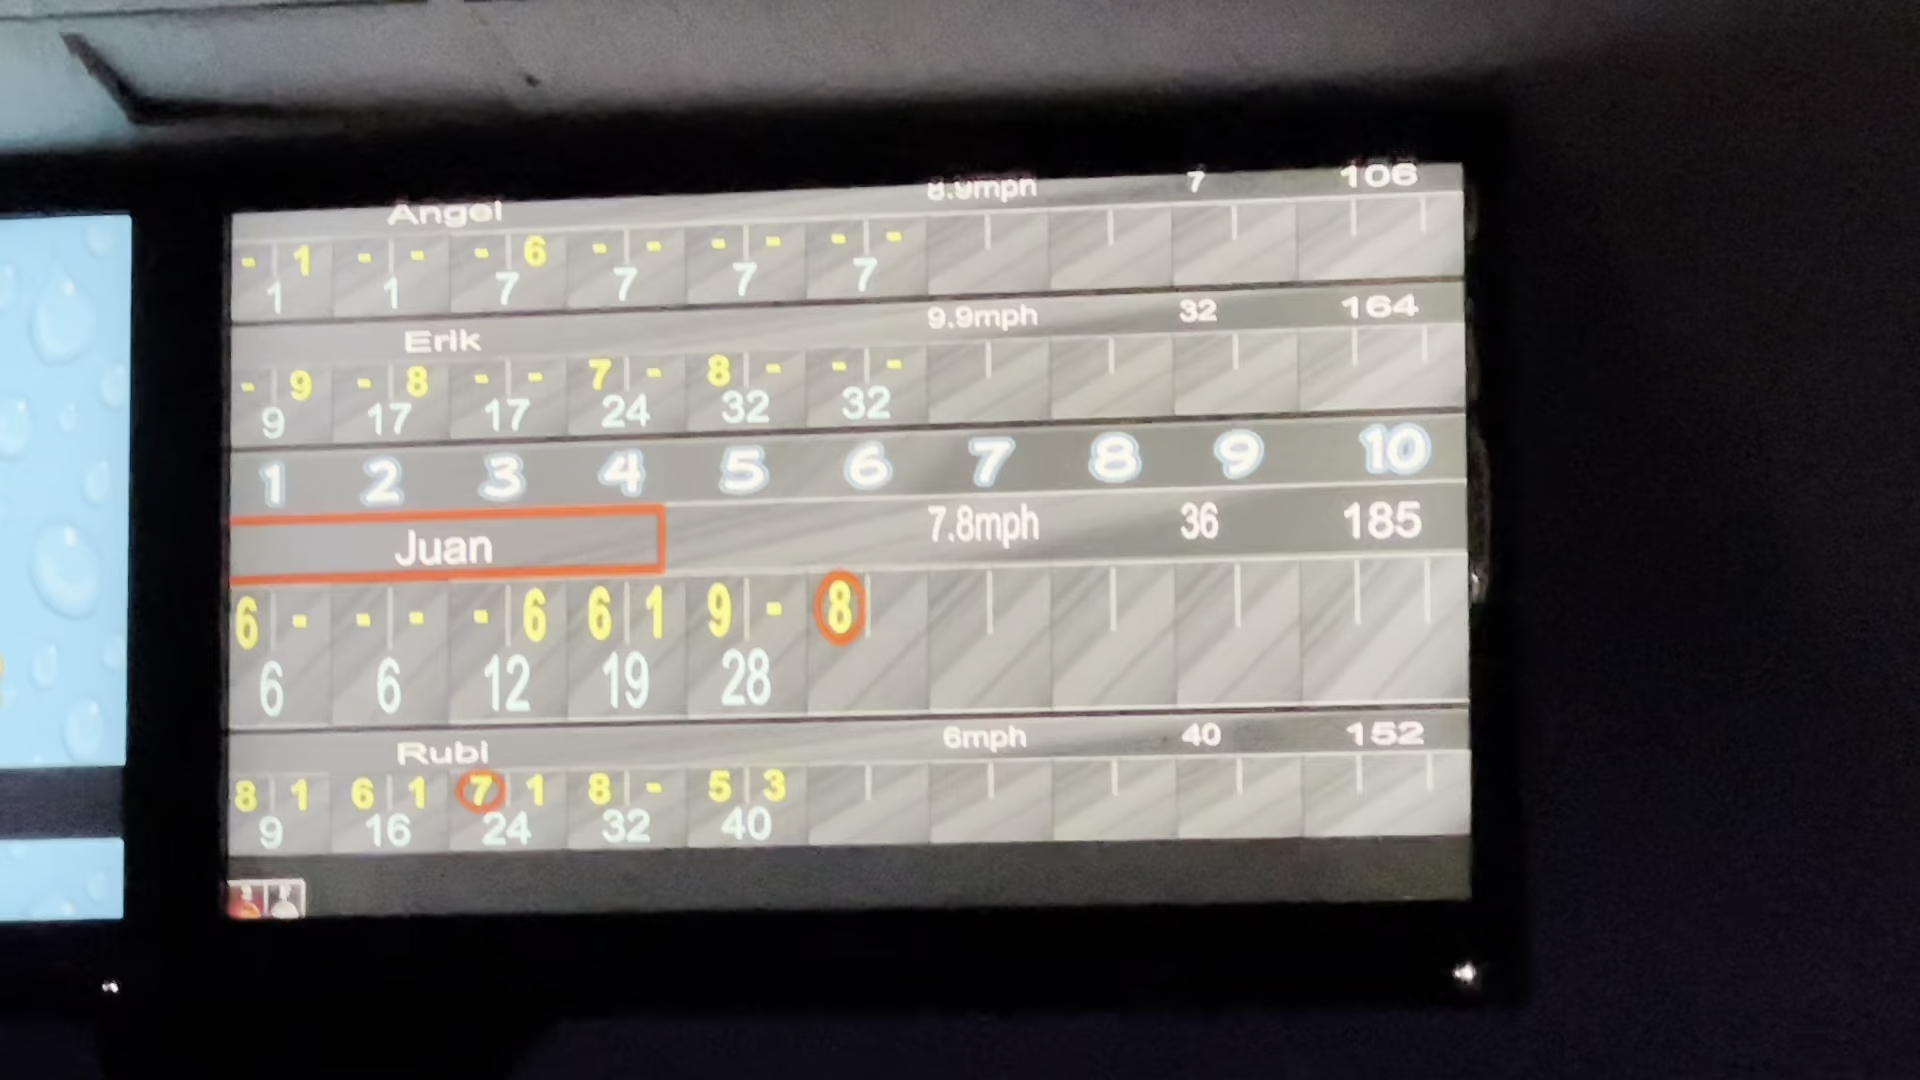 Angel 8.9mph 7 106
- 1 - - - 6 - - - - - -
1 1 7 7 7 7
Erik 9.9mph 32 164
- 9 - 8 - - 7 - 8 - - -
9 17 17 24 32 32
1 2 3 4 5 6 7 8 9 10
Juan 7.8mph 36 185
6 - - - - 6 6 1 9 - 8
6 6 12 19 28
Rubi 6mph 40 152
8 1 6 1 7 1 8 - 5 3
9 16 24 32 40